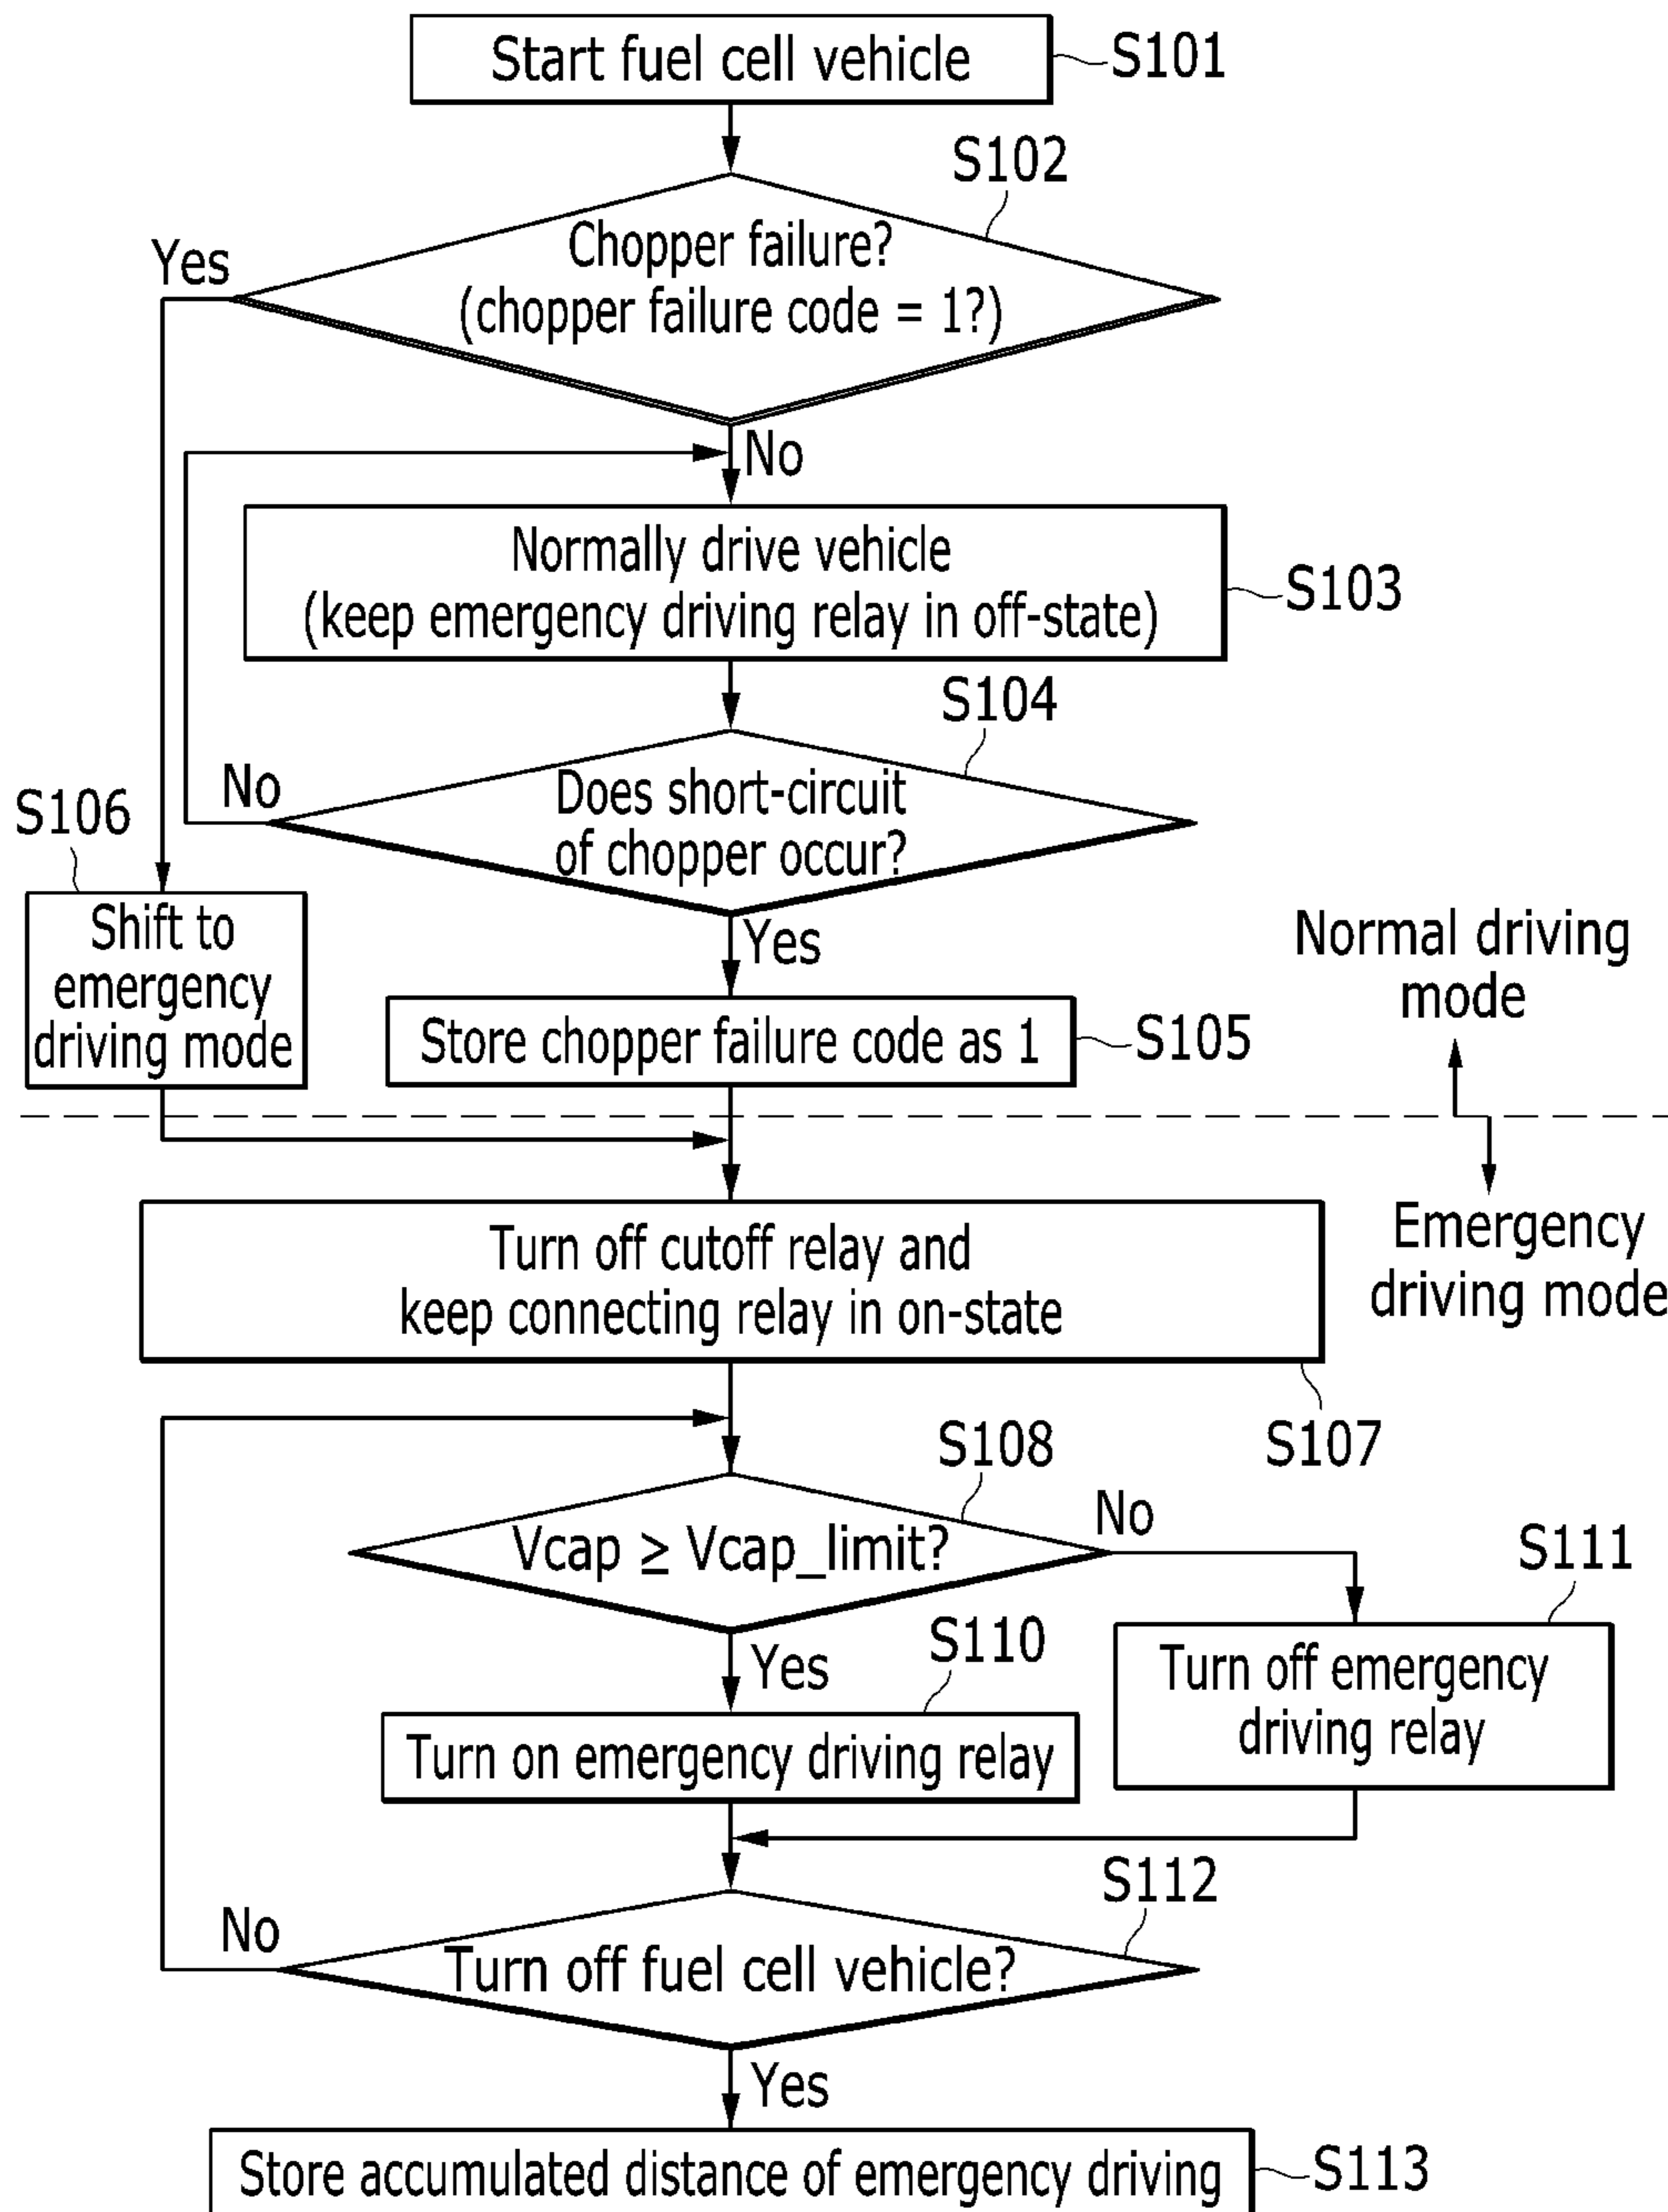 Start fuel cell vehicle
S101
S102
Chopper failure?
(chopper failure code = 1?)
Yes
No
Normally drive vehicle
(keep emergency driving relay in off-state)
S103
S104
Does short-circuit
of chopper occur?
No
Yes
S106
Shift to
emergency
driving mode
Store chopper failure code as 1
S105
Normal driving
mode
Emergency
driving mode
Turn off cutoff relay and
keep connecting relay in on-state
S107
S108
Vcap ≥ Vcap_limit?
No
Yes
S110
Turn on emergency driving relay
S111
Turn off emergency
driving relay
S112
Turn off fuel cell vehicle?
No
Yes
Store accumulated distance of emergency driving
S113